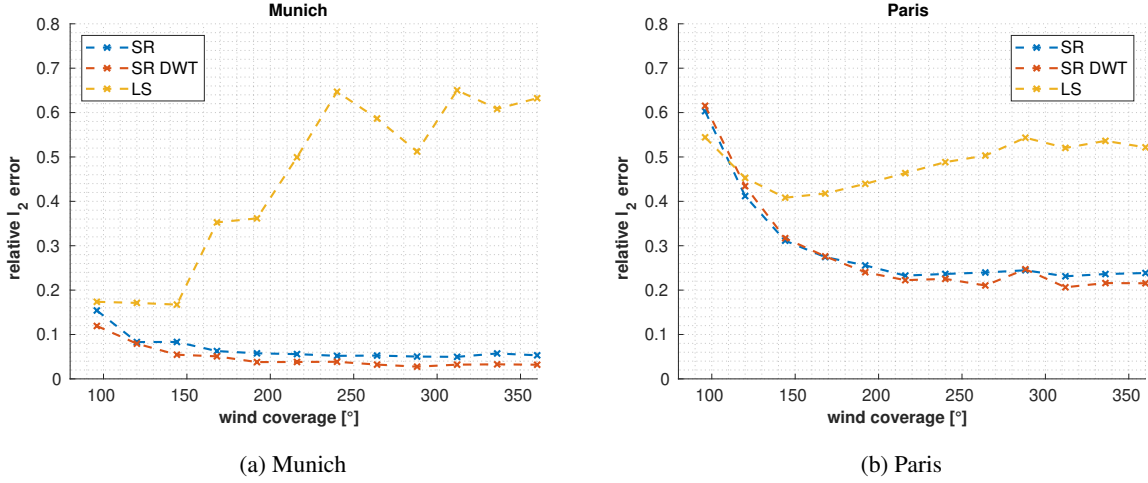 Munich
0.8
0.7
0.6
0.5
0.4
0.3
0.2
0.1
0
relative l2 error
SR
SR DWT
LS
100 150 200 250 300 350
wind coverage [°]
(a) Munich
Paris
0.8
0.7
0.6
0.5
0.4
0.3
0.2
0.1
0
relative l2 error
SR
SR DWT
LS
100 150 200 250 300 350
wind coverage [°]
(b) Paris